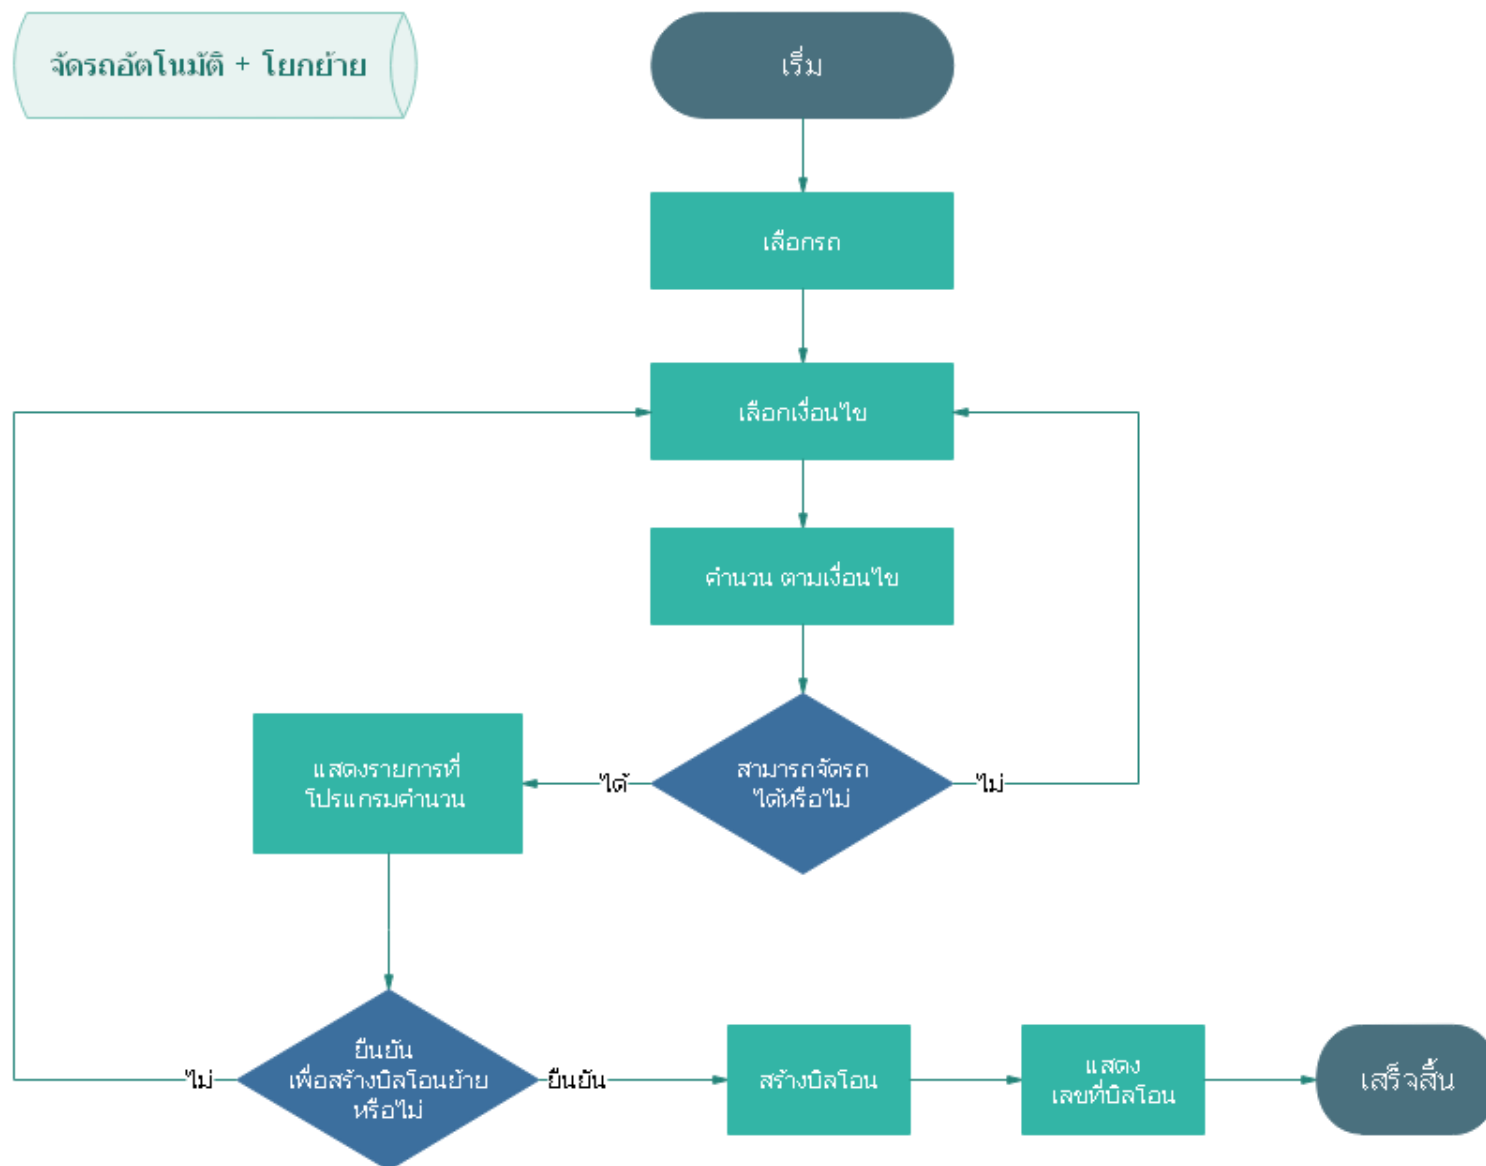 จัดรถอัตโนมัติ + โยกย้าย
เริ่ม
เลือกรถ
เลือกเงื่อนไข
คำนวน ตามเงื่อนไข
สามารถจัดรถ
ได้หรือไม่
ได้
ไม่
แสดงรายการที่
โปรแกรมคำนวน
ยืนยัน
เพื่อสร้างบิลโอนย้าย
หรือไม่
ไม่
ยืนยัน
สร้างบิลโอน
แสดง
เลขที่บิลโอน
เสร็จสิ้น